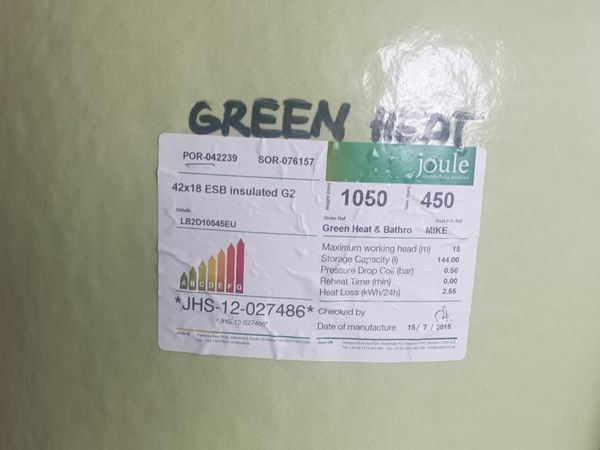 GREEN HEAT
POR-042239 SOR-076157
joule
42x18 ESB insulated G2
Details
LB2D10545EU
Height (mm) 1050 450
Order Ref
Green Heat & Bathro MIKE
Maximum working head (m) 15
Storage Capacity (l) 144.00
Pressure Drop Coil (bar) 0.50
Reheat Time (min) 0.00
Heat Loss (kWh/24h) 2.55
A B C D E F G
*JHS-12-027486*
*JHS-12-027486*
Checked by
Date of manufacture 15/7/2015